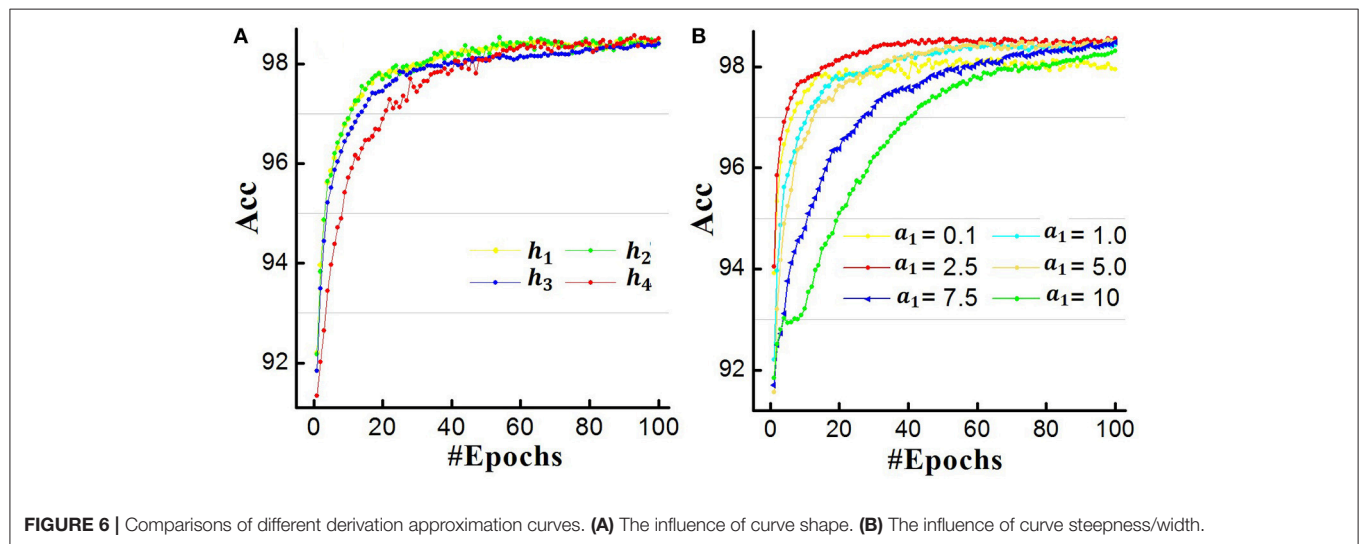 A
Acc
98
96
94
92
0 20 40 60 80 100
#Epochs
h₁ h₂
h₃ h₄
B
Acc
98
96
94
92
0 20 40 60 80 100
#Epochs
a₁ = 0.1 a₁ = 1.0
a₁ = 2.5 a₁ = 5.0
a₁ = 7.5 a₁ = 10
FIGURE 6 | Comparisons of different derivation approximation curves. (A) The influence of curve shape. (B) The influence of curve steepness/width.